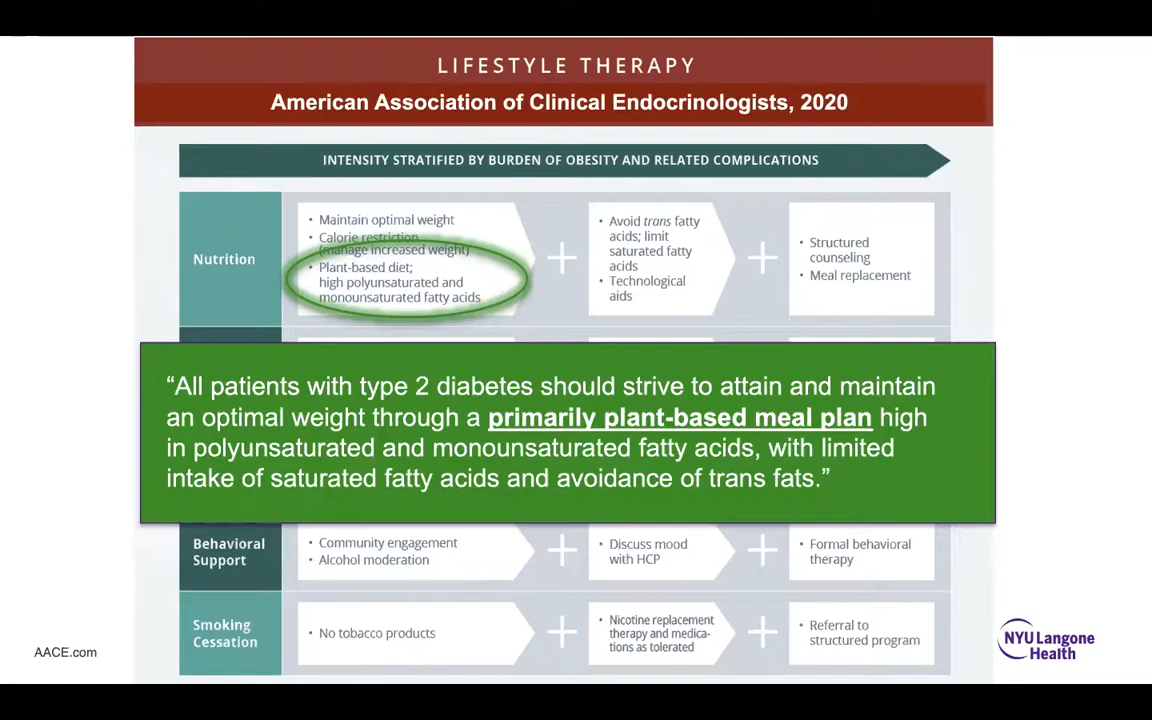 LIFESTYLE THERAPY
American Association of Clinical Endocrinologists, 2020
INTENSITY STRATIFIED BY BURDEN OF OBESITY AND RELATED COMPLICATIONS
Nutrition
• Maintain optimal weight
• Calorie restriction
(manage increased weight)
• Plant-based diet;
high polyunsaturated and
monounsaturated fatty acids
+
• Avoid trans fatty
acids; limit
saturated fatty
acids
• Technological
aids
+
• Structured
counseling
• Meal replacement
“All patients with type 2 diabetes should strive to attain and maintain
an optimal weight through a primarily plant-based meal plan high
in polyunsaturated and monounsaturated fatty acids, with limited
intake of saturated fatty acids and avoidance of trans fats.”
Behavioral
Support
• Community engagement
• Alcohol moderation
+
• Discuss mood
with HCP
+
• Formal behavioral
therapy
Smoking
Cessation
• No tobacco products
+
• Nicotine replacement
therapy and medica-
tions as tolerated
+
• Referral to
structured program
AACE.com
NYU Langone
Health